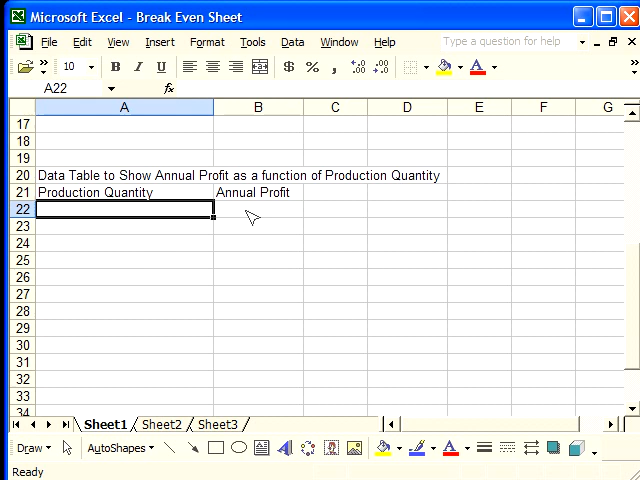 Microsoft Excel - Break Even Sheet
File Edit View Insert Format Tools Data Window Help Type a question for help
10 B I U $ % , A
A22 fx
A B C D E F G
17
18
19
20 Data Table to Show Annual Profit as a function of Production Quantity
21 Production Quantity Annual Profit
22
23
24
25
26
27
28
29
30
31
32
33
34
Sheet1 Sheet2 Sheet3
Draw AutoShapes A A
Ready